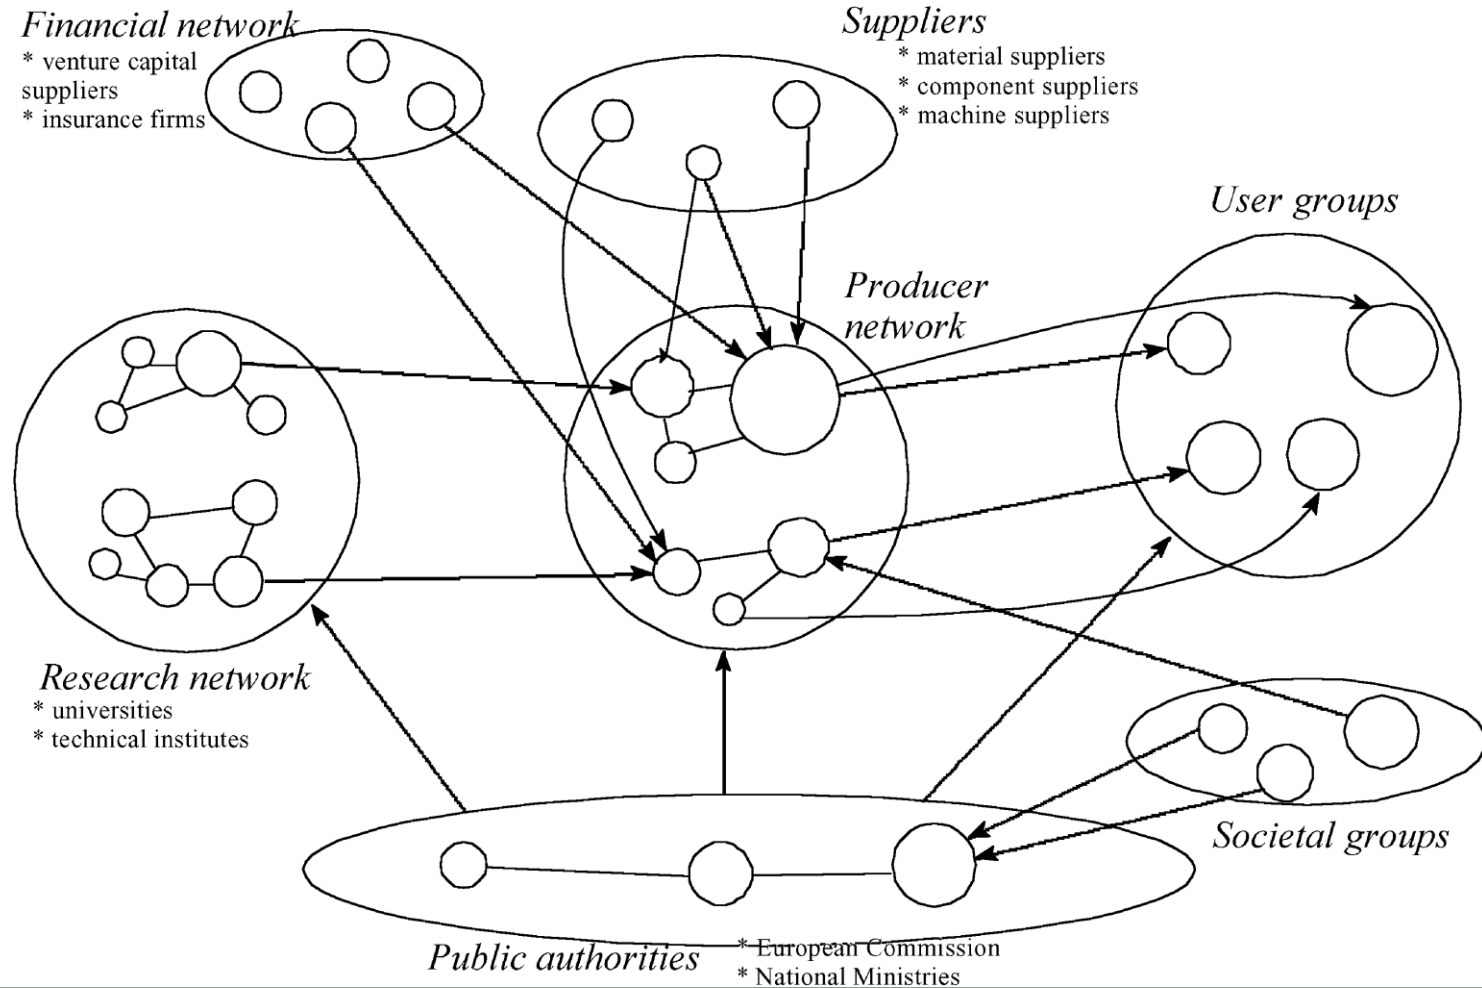 Financial network
* venture capital
suppliers
* insurance firms
Suppliers
* material suppliers
* component suppliers
* machine suppliers
User groups
Producer
network
Research network
* universities
* technical institutes
Societal groups
Public authorities
* European Commission
* National Ministries